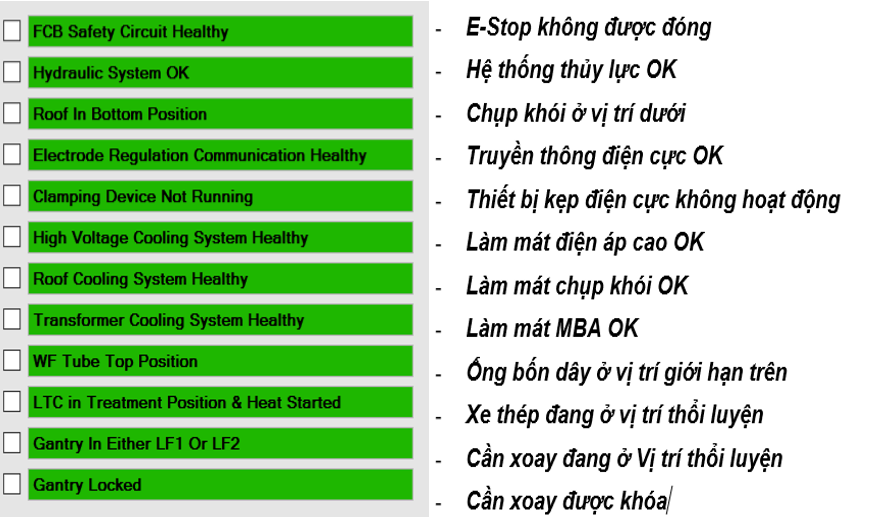 FCB Safety Circuit Healthy - E-Stop không được đóng
Hydraulic System OK - Hệ thống thủy lực OK
Roof In Bottom Position - Chụp khói ở vị trí dưới
Electrode Regulation Communication Healthy - Truyền thông điện cực OK
Clamping Device Not Running - Thiết bị kẹp điện cực không hoạt động
High Voltage Cooling System Healthy - Làm mát điện áp cao OK
Roof Cooling System Healthy - Làm mát chụp khói OK
Transformer Cooling System Healthy - Làm mát MBA OK
WF Tube Top Position - Ống bốn dây ở vị trí giới hạn trên
LTC in Treatment Position & Heat Started - Xe thép đang ở vị trí thổi luyện
Gantry In Either LF1 Or LF2 - Cần xoay đang ở Vị trí thổi luyện
Gantry Locked - Cần xoay được khóa